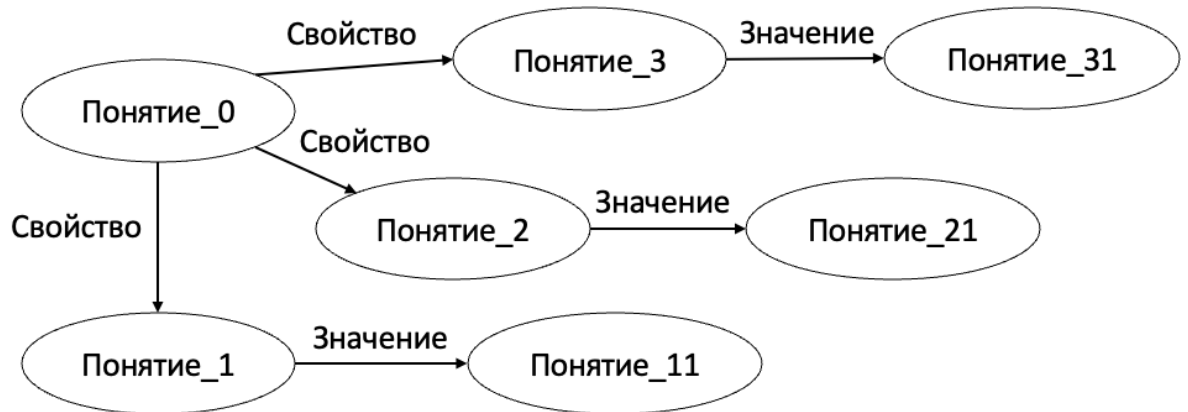 Свойство
Значение
Понятие_3
Понятие_31
Понятие_0
Свойство
Значение
Свойство
Понятие_2
Понятие_21
Значение
Понятие_1
Понятие_11